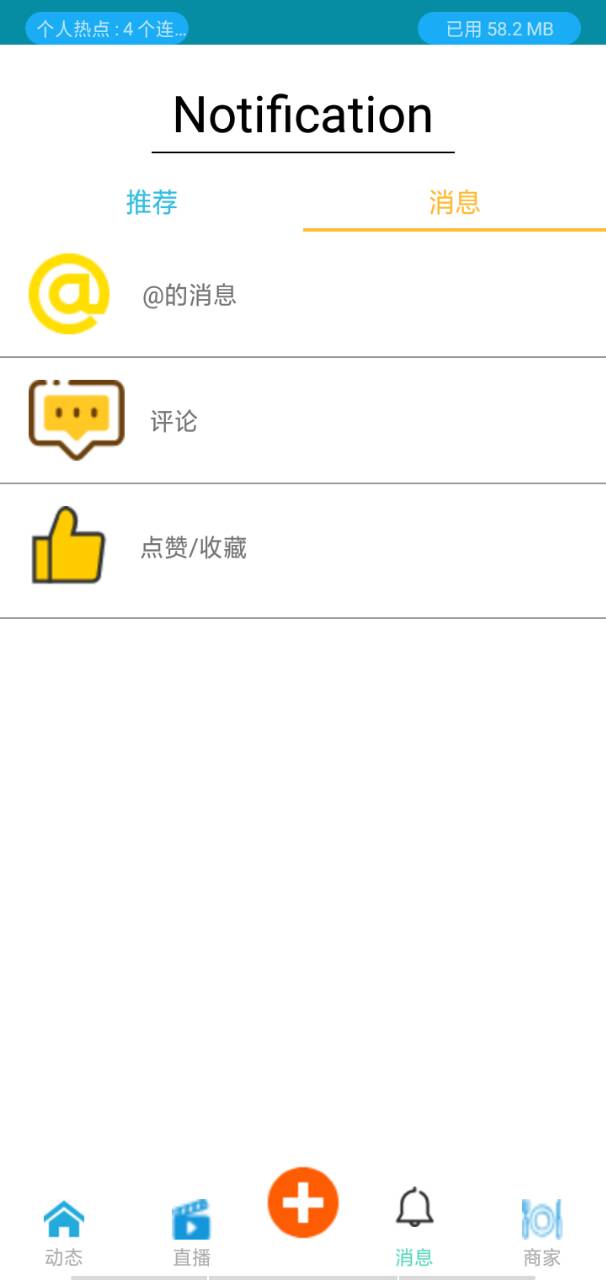 个人热点 : 4 个连...
已用 58.2 MB
Notification
推荐
消息
@的消息
评论
点赞/收藏
动态
直播
消息
商家